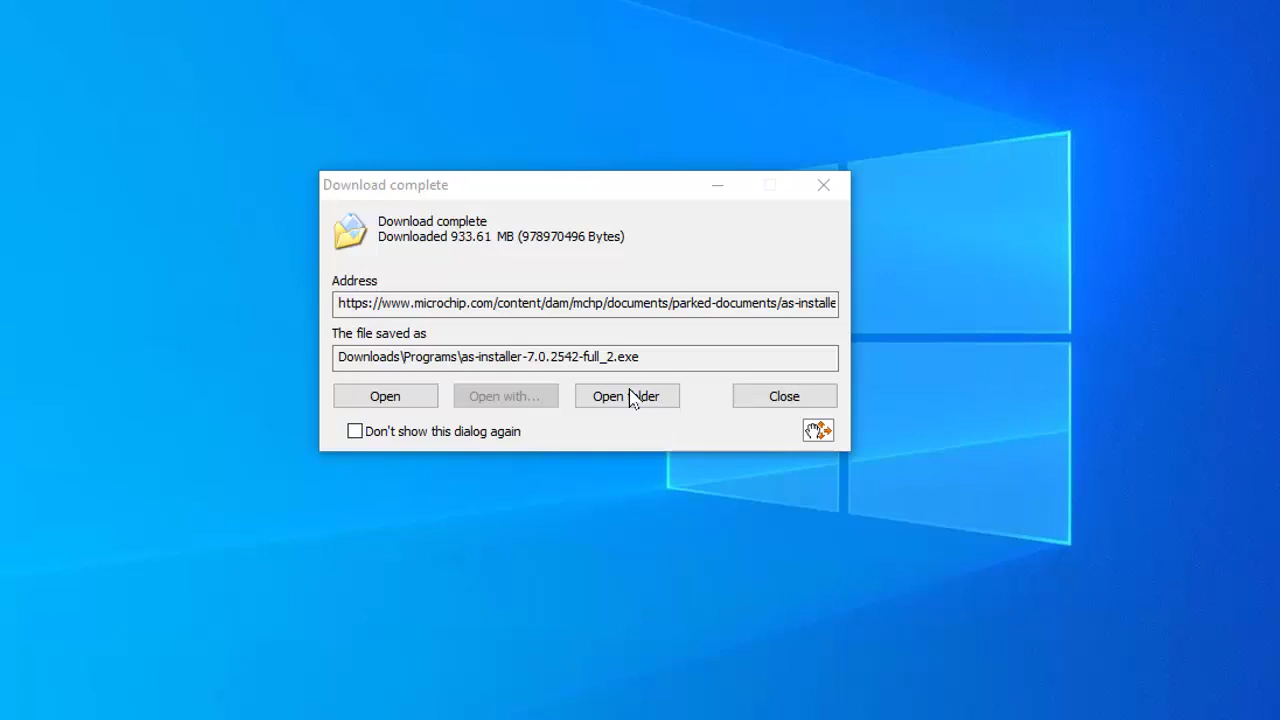 Download complete
Download complete
Downloaded 933.61 MB (978970496 Bytes)
Address
https://www.microchip.com/content/dam/mchp/documents/parked-documents/as-installe
The file saved as
Downloads\Programs\as-installer-7.0.2542-full_2.exe
Open Open with... Open folder Close
Don't show this dialog again